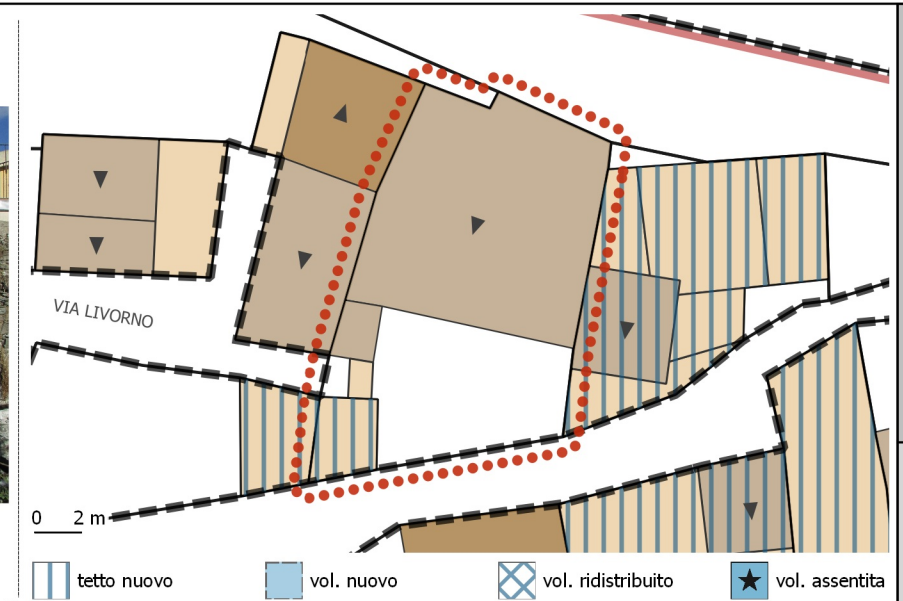 VIA LIVORNO
0 2 m
tetto nuovo
vol. nuovo
vol. ridistribuito
vol. assentita